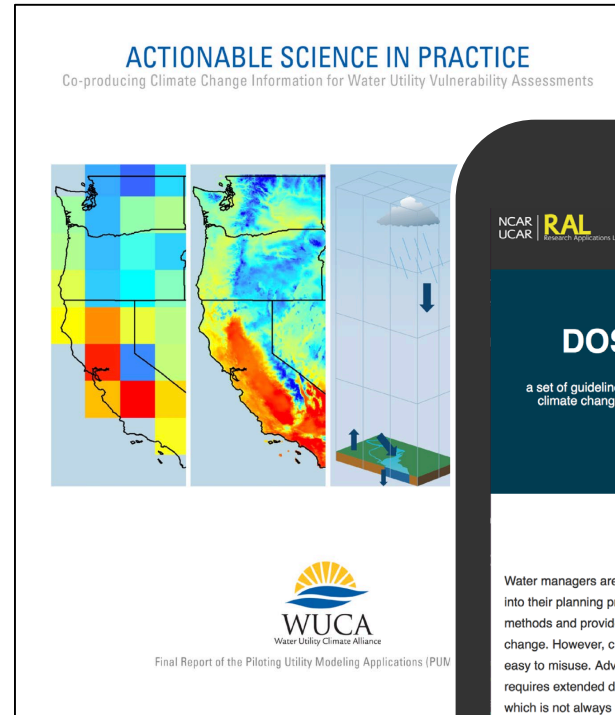 ACTIONABLE SCIENCE IN PRACTICE
Co-producing Climate Change Information for Water Utility Vulnerability Assessments
WUCA
Water Utility Climate Alliance
Final Report of the Piloting Utility Modeling Applications (PUM
NCAR
UCAR
RAL
Research Applications L
DOS
a set of guideline
climate chang
Water managers are
into their planning pr
methods and provid
change. However, c
easy to misuse. Adv
requires extended d
which is not always